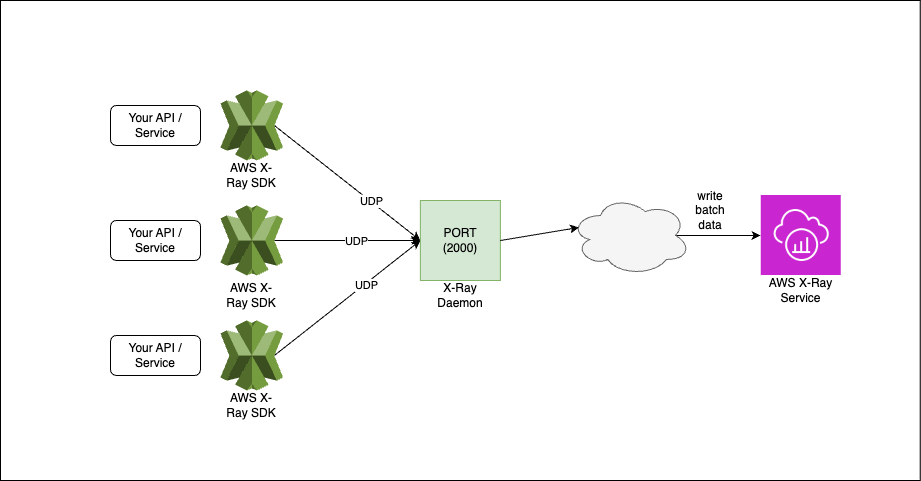 Your API /
Service
AWS X-
Ray SDK
UDP
Your API /
Service
AWS X-
Ray SDK
UDP
Your API /
Service
AWS X-
Ray SDK
UDP
PORT
(2000)
X-Ray
Daemon
write
batch
data
AWS X-Ray
Service